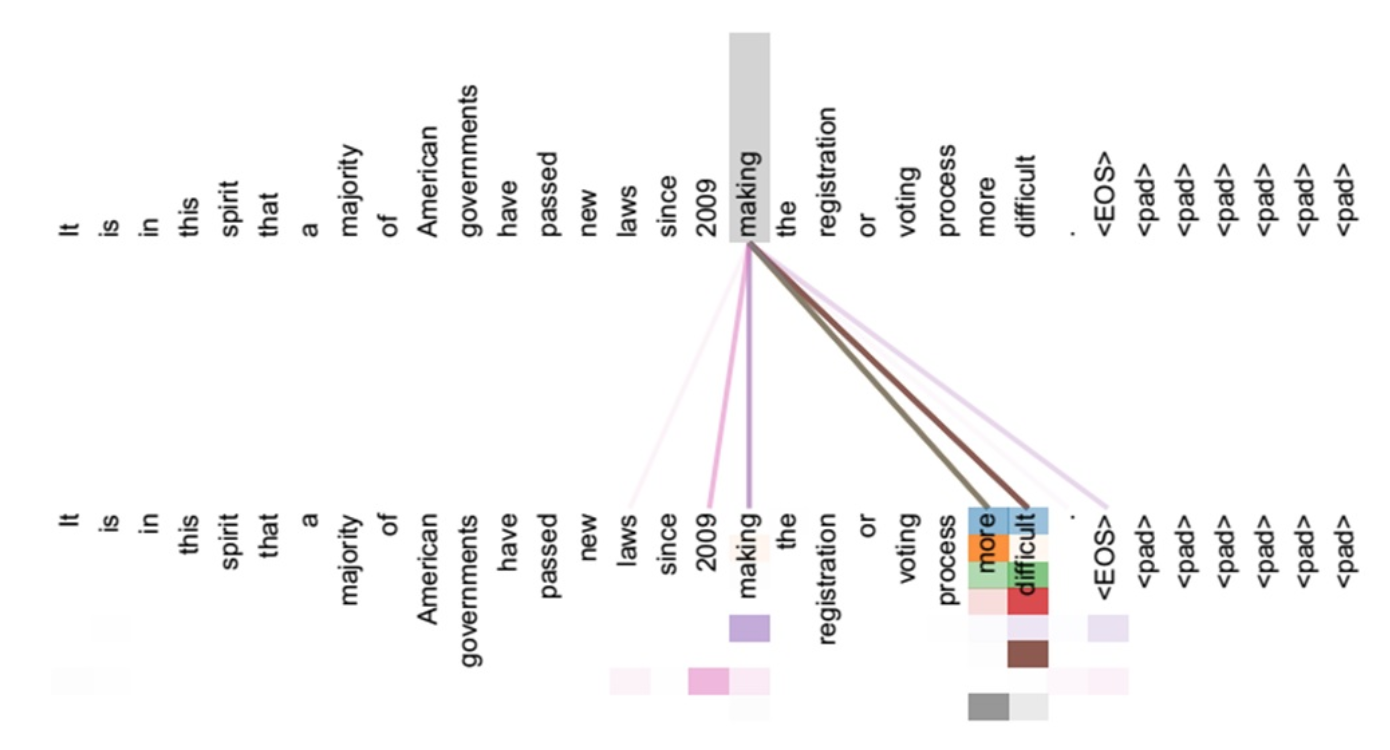 It is in this spirit that a majority of American governments have passed new laws since 2009 making the registration or voting process more difficult . <EOS> <pad> <pad> <pad> <pad> <pad> <pad>
It is in this spirit that a majority of American governments have passed new laws since 2009 making the registration or voting process more difficult . <EOS> <pad> <pad> <pad> <pad> <pad> <pad>